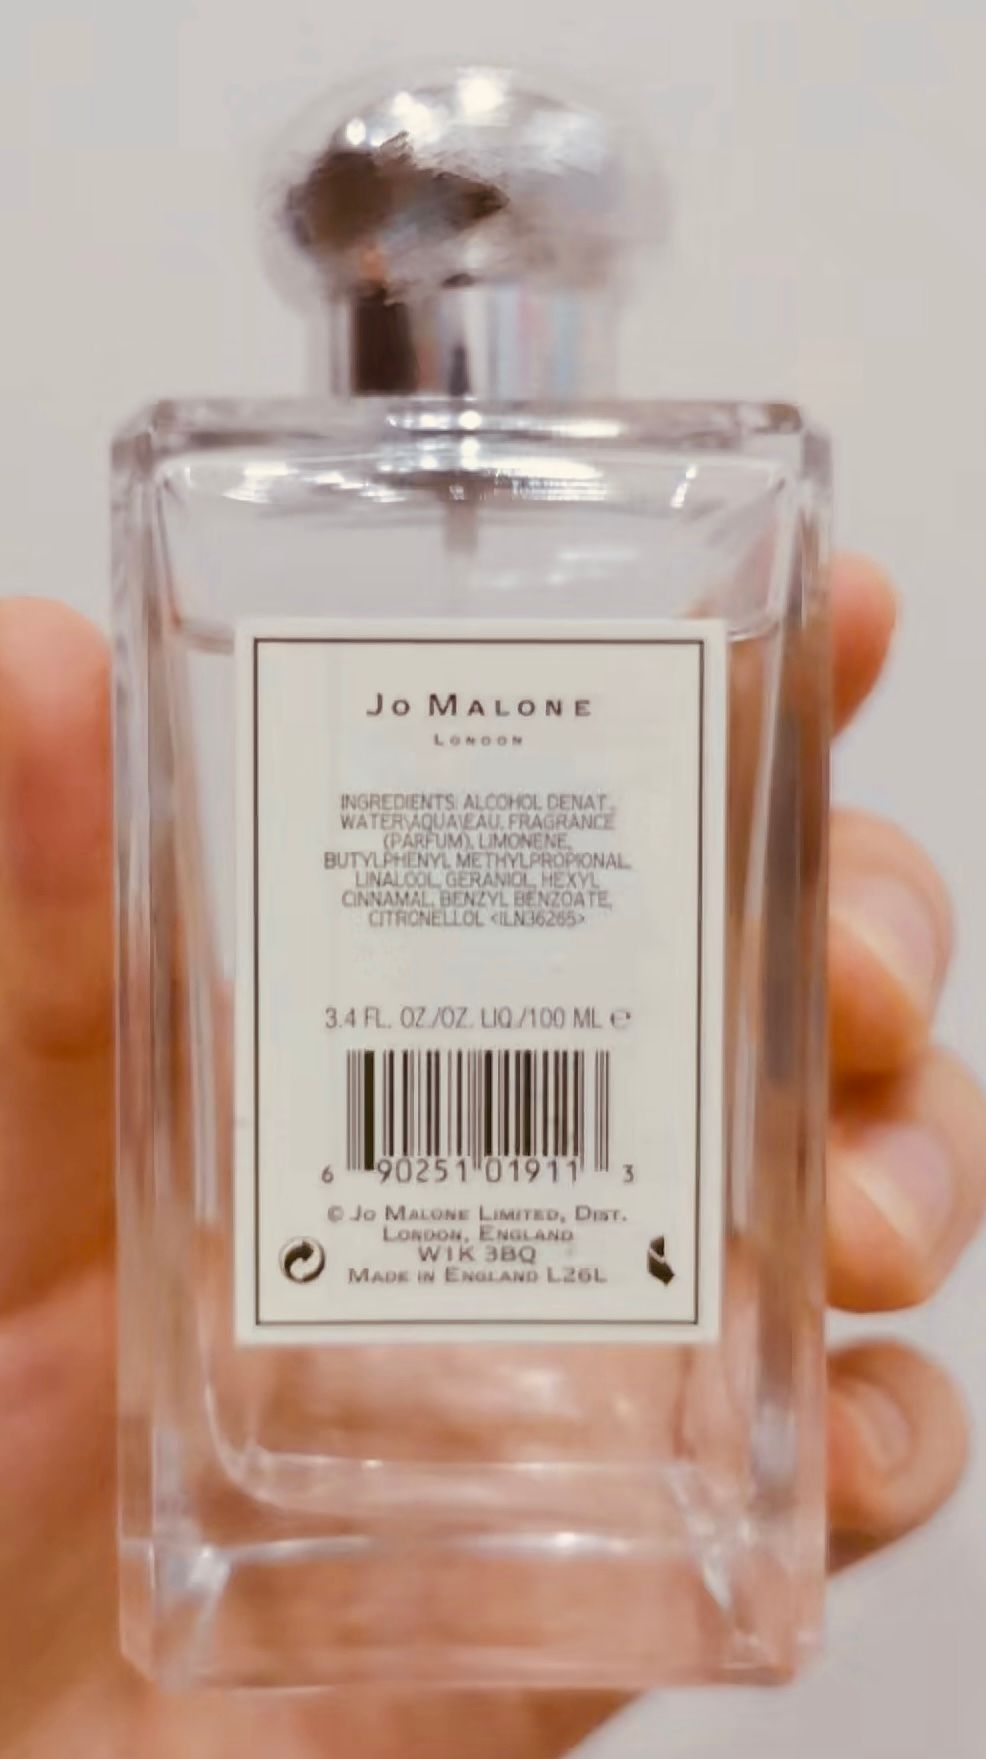 JO MALONE
LONDON
INGREDIENTS: ALCOHOL DENAT.,
WATER\AQUA\EAU, FRAGRANCE
(PARFUM), LIMONENE,
BUTYLPHENYL METHYLPROPIONAL,
LINALOOL, GERANIOL, HEXYL
CINNAMAL, BENZYL BENZOATE,
CITRONELLOL <ILN36265>
3.4 FL. OZ./OZ. LIQ./100 ML ℮
6 90251 01911 3
© JO MALONE LIMITED, DIST.
LONDON, ENGLAND
W1K 3BQ
MADE IN ENGLAND L26L